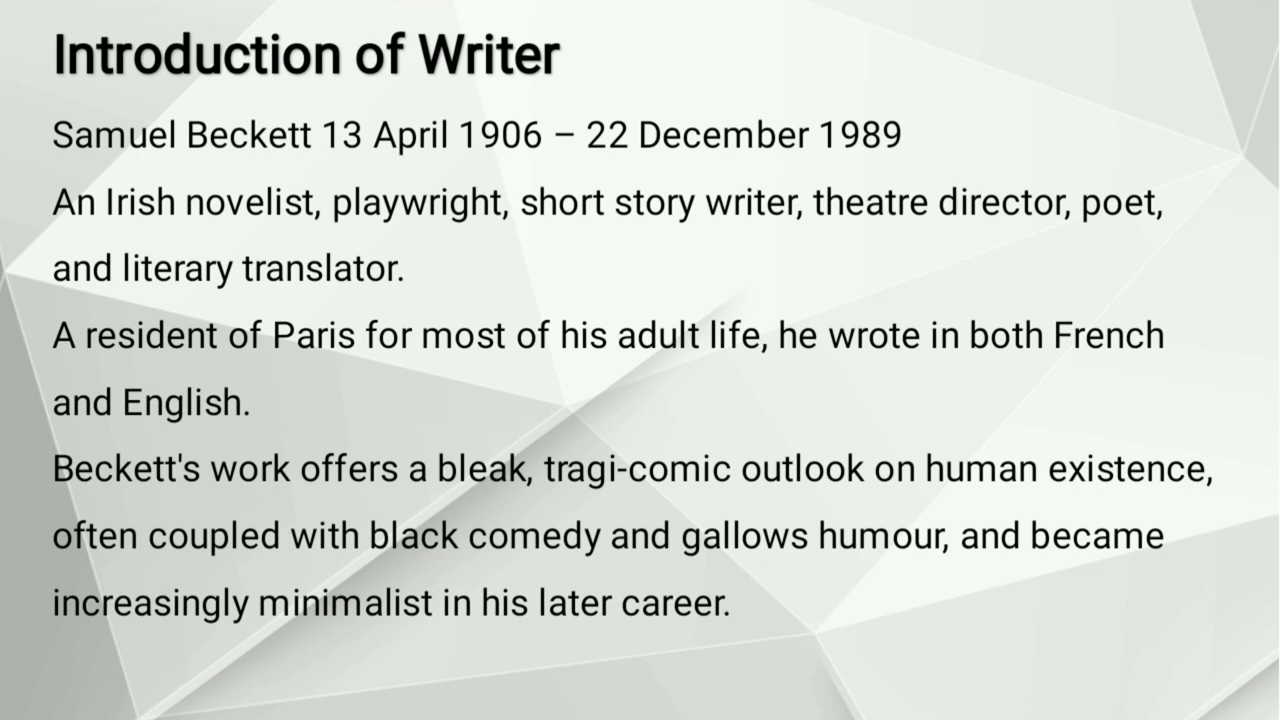 Introduction of Writer
Samuel Beckett 13 April 1906 – 22 December 1989
An Irish novelist, playwright, short story writer, theatre director, poet,
and literary translator.
A resident of Paris for most of his adult life, he wrote in both French
and English.
Beckett's work offers a bleak, tragi-comic outlook on human existence,
often coupled with black comedy and gallows humour, and became
increasingly minimalist in his later career.